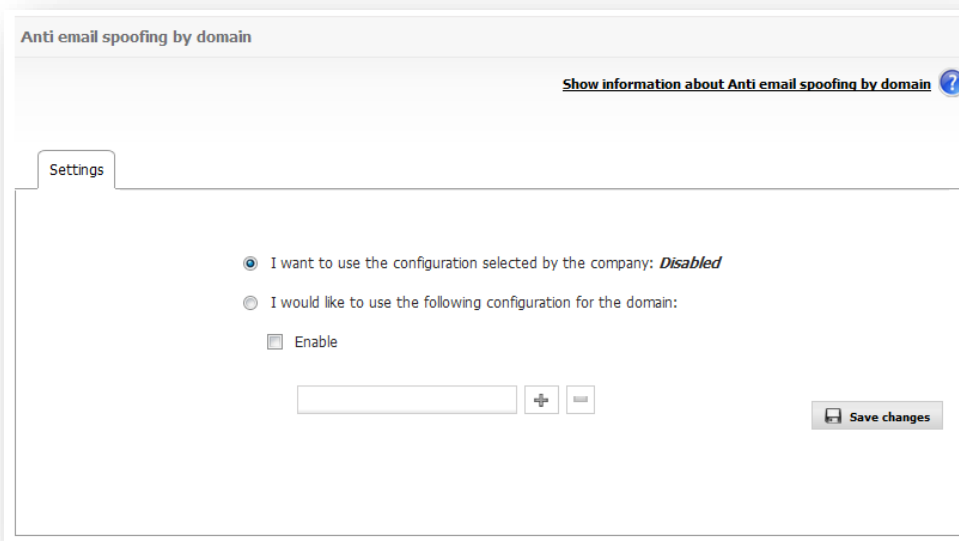 Anti email spoofing by domain
Show information about Anti email spoofing by domain ?
Settings
I want to use the configuration selected by the company: Disabled
I would like to use the following configuration for the domain:
Enable
Save changes